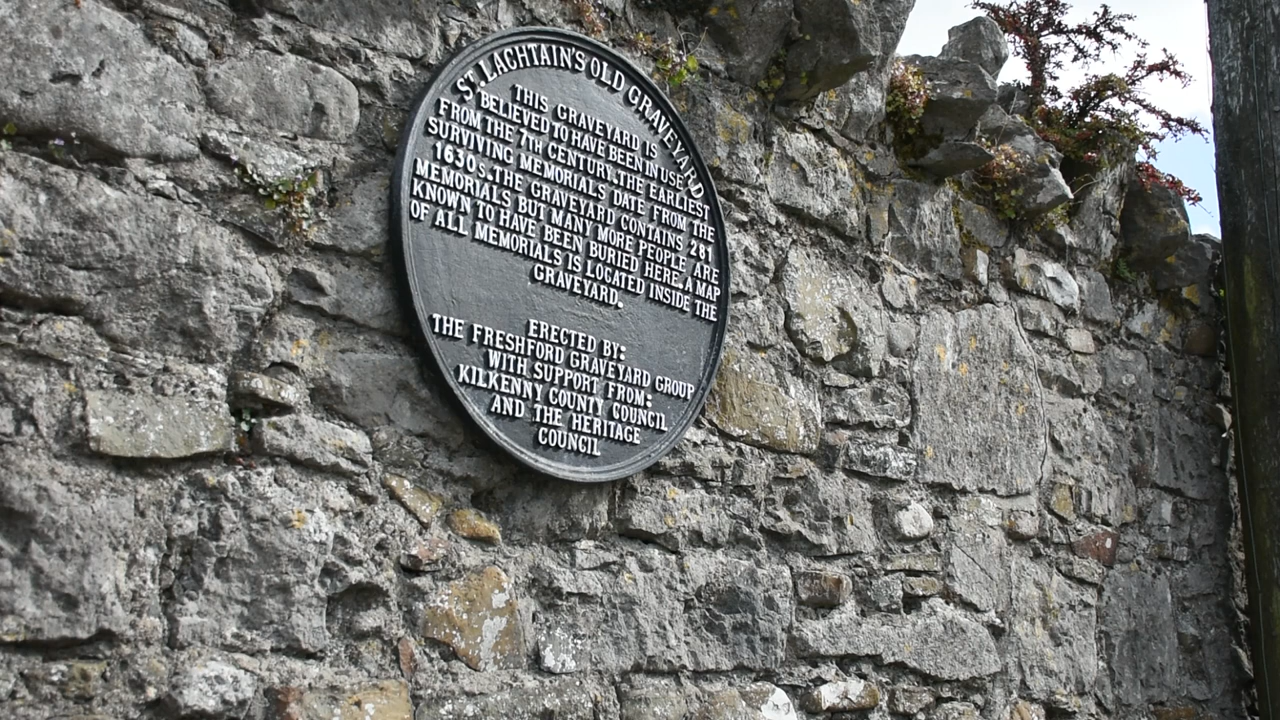 ST. LACHTAIN'S OLD GRAVEYARD
THIS GRAVEYARD IS
BELIEVED TO HAVE BEEN IN USE
FROM THE 7TH CENTURY. THE EARLIEST
SURVIVING MEMORIALS DATE FROM THE
1630s. THE GRAVEYARD CONTAINS 281
MEMORIALS BUT MANY MORE PEOPLE ARE
KNOWN TO HAVE BEEN BURIED HERE. A MAP
OF ALL MEMORIALS IS LOCATED INSIDE THE
GRAVEYARD.
ERECTED BY:
THE FRESHFORD GRAVEYARD GROUP
WITH SUPPORT FROM:
KILKENNY COUNTY COUNCIL
AND THE HERITAGE
COUNCIL